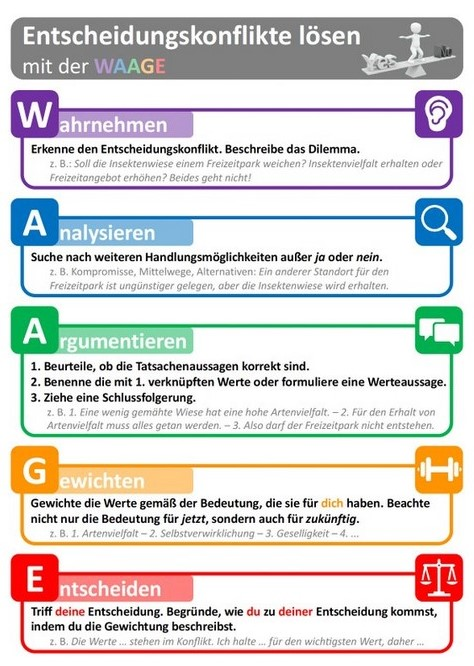 Entscheidungskonflikte lösen
mit der WAAGE
Yes
Wahrnehmen
Erkenne den Entscheidungskonflikt. Beschreibe das Dilemma.
z. B.: Soll die Insektenwiese einem Freizeitpark weichen? Insektenvielfalt erhalten oder
Freizeitangebot erhöhen? Beides geht nicht!
Analysieren
Suche nach weiteren Handlungsmöglichkeiten außer ja oder nein.
z. B. Kompromisse, Mittelwege, Alternativen: Ein anderer Standort für den
Freizeitpark ist ungünstiger gelegen, aber die Insektenwiese wird erhalten.
Argumentieren
1. Beurteile, ob die Tatsachenaussagen korrekt sind.
2. Benenne die mit 1. verknüpften Werte oder formuliere eine Werteaussage.
3. Ziehe eine Schlussfolgerung.
z. B. 1. Eine wenig gemähte Wiese hat eine hohe Artenvielfalt. – 2. Für den Erhalt von
Artenvielfalt muss alles getan werden. – 3. Also darf der Freizeitpark nicht entstehen.
Gewichten
Gewichte die Werte gemäß der Bedeutung, die sie für dich haben. Beachte
nicht nur die Bedeutung für jetzt, sondern auch für zukünftig.
z. B. 1. Artenvielfalt – 2. Selbstverwirklichung – 3. Geselligkeit – 4. ...
Entscheiden
Triff deine Entscheidung. Begründe, wie du zu deiner Entscheidung kommst,
indem du die Gewichtung beschreibst.
z. B. Die Werte ... stehen im Konflikt. Ich halte ... für den wichtigsten Wert, daher ...